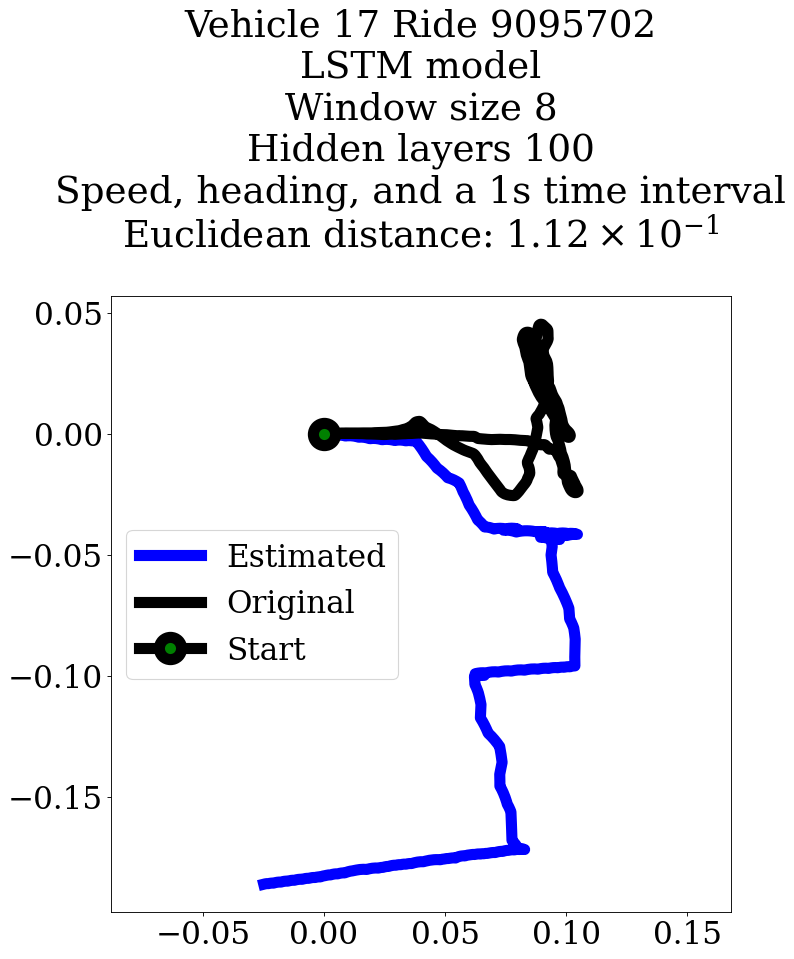 Vehicle 17 Ride 9095702
LSTM model
Window size 8
Hidden layers 100
Speed, heading, and a 1s time interval
Euclidean distance: 1.12 × 10⁻¹
0.05
0.00
−0.05
−0.10
−0.15
Estimated
Original
Start
−0.05 0.00 0.05 0.10 0.15